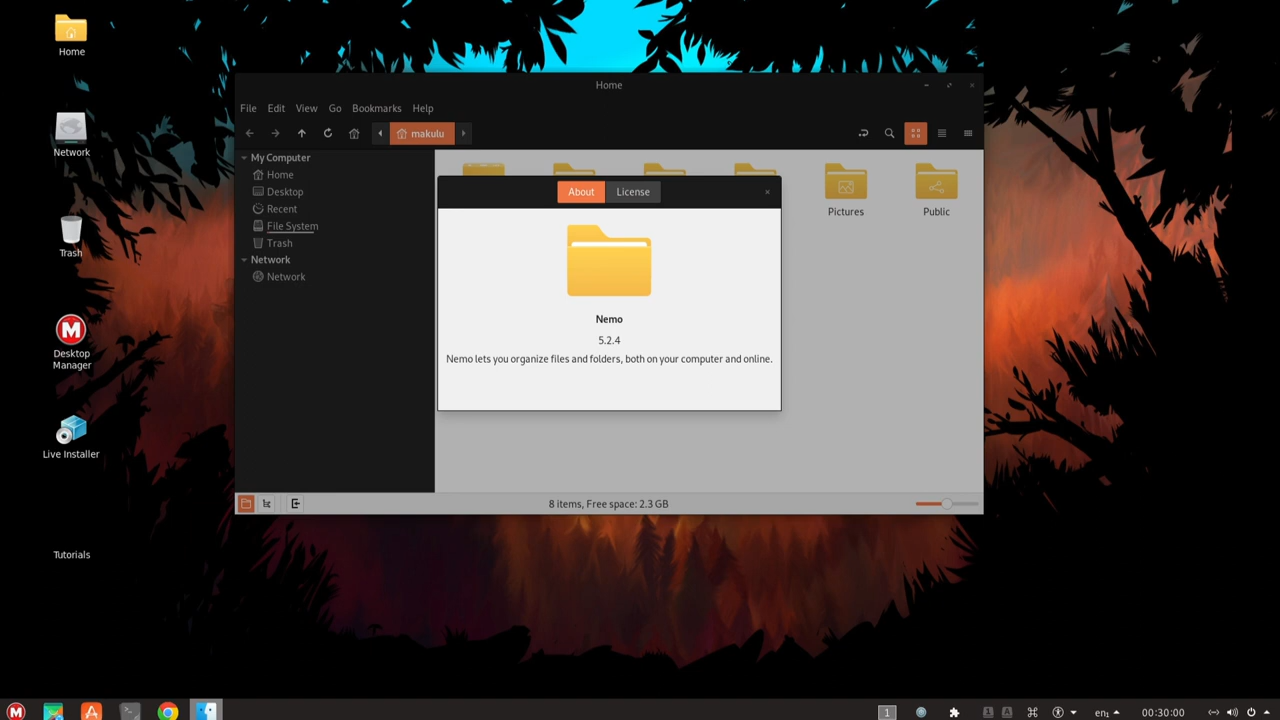 Home
Network
Trash
Desktop
Manager
Live Installer
Tutorials
Home
File Edit View Go Bookmarks Help
makulu
My Computer
Home
Desktop
Recent
File System
Trash
Network
Network
Pictures
Public
About License
Nemo
5.2.4
Nemo lets you organize files and folders, both on your computer and online.
8 items, Free space: 2.3 GB
M
1
1 A
en₁
00:30:00